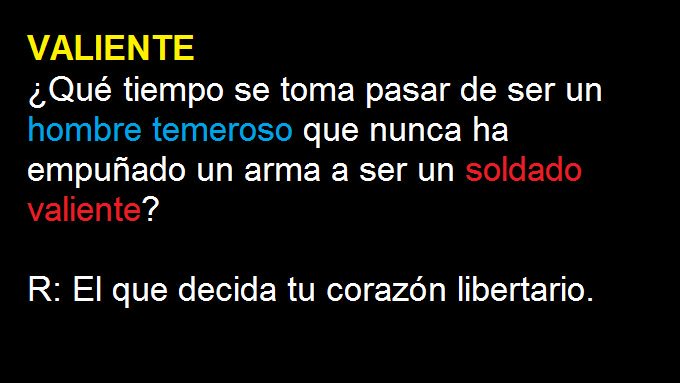 VALIENTE
¿Qué tiempo se toma pasar de ser un
hombre temeroso que nunca ha
empuñado un arma a ser un soldado
valiente?
R: El que decida tu corazón libertario.